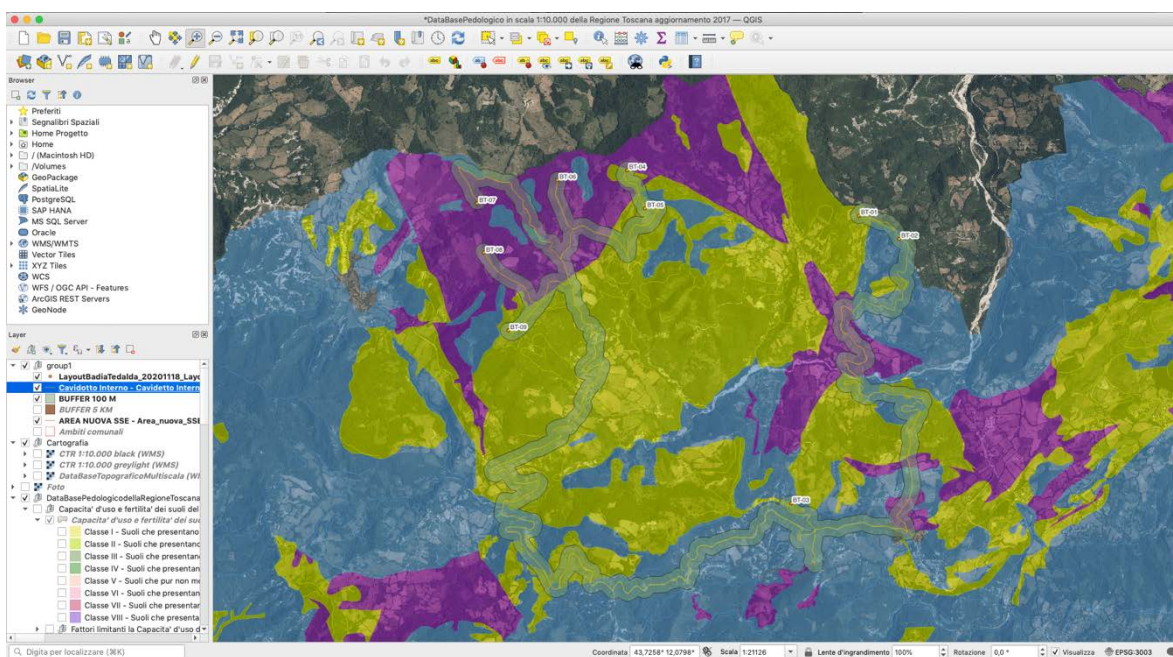 *DataBasePedologico in scala 1:10.000 della Regione Toscana aggiornamento 2017 — QGIS
Browser
Preferiti
Segnalibri Spaziali
Home Progetto
Home
/ (Macintosh HD)
/Volumes
GeoPackage
SpatiaLite
PostgreSQL
SAP HANA
MS SQL Server
Oracle
WMS/WMTS
Vector Tiles
XYZ Tiles
WCS
WFS / OGC API - Features
ArcGIS REST Servers
GeoNode
Layer
group1
LayoutBadiaTedalda_20201118_Layo
Cavidotto Interno - Cavidetto Intern
BUFFER 100 M
BUFFER 5 KM
AREA NUOVA SSE - Area_nuova_SSE
Ambiti comunali
Cartografia
CTR 1:10.000 black (WMS)
CTR 1:10.000 greylight (WMS)
DataBaseTopograficoMultiscala (WI
Foto
DataBasePedologicodellaRegioneToscana
Capacita' d'uso e fertilita' dei suoli del
Capacita' d'uso e fertilita' dei suo
Classe I - Suoli che presentano
Classe II - Suoli che presentano
Classe III - Suoli che presentan
Classe IV - Suoli che presentan
Classe V - Suoli che pur non mo
Classe VI - Suoli che presentan
Classe VII - Suoli che presentar
Classe VIII - Suoli che presenta
Fattori limitanti la Capacita' d'uso d
BT-04
BT-06
BT-07
BT-05
BT-01
BT-02
BT-08
BT-09
BT-03
Digita per localizzare (⌘K)
Coordinata 43,7258° 12,0798° Scala 1:21126 Lente d'ingrandimento 100% Rotazione 0,0 ° Visualizza EPSG:3003